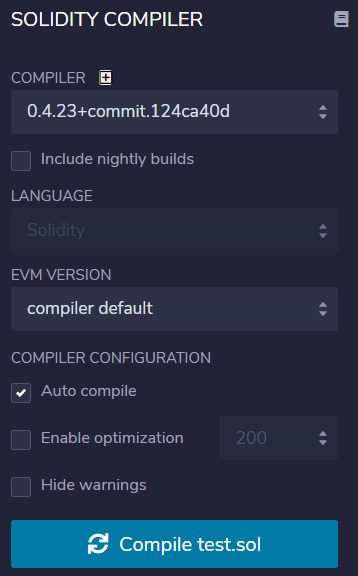 SOLIDITY COMPILER
COMPILER
0.4.23+commit.124ca40d
Include nightly builds
LANGUAGE
Solidity
EVM VERSION
compiler default
COMPILER CONFIGURATION
Auto compile
Enable optimization 200
Hide warnings
Compile test.sol